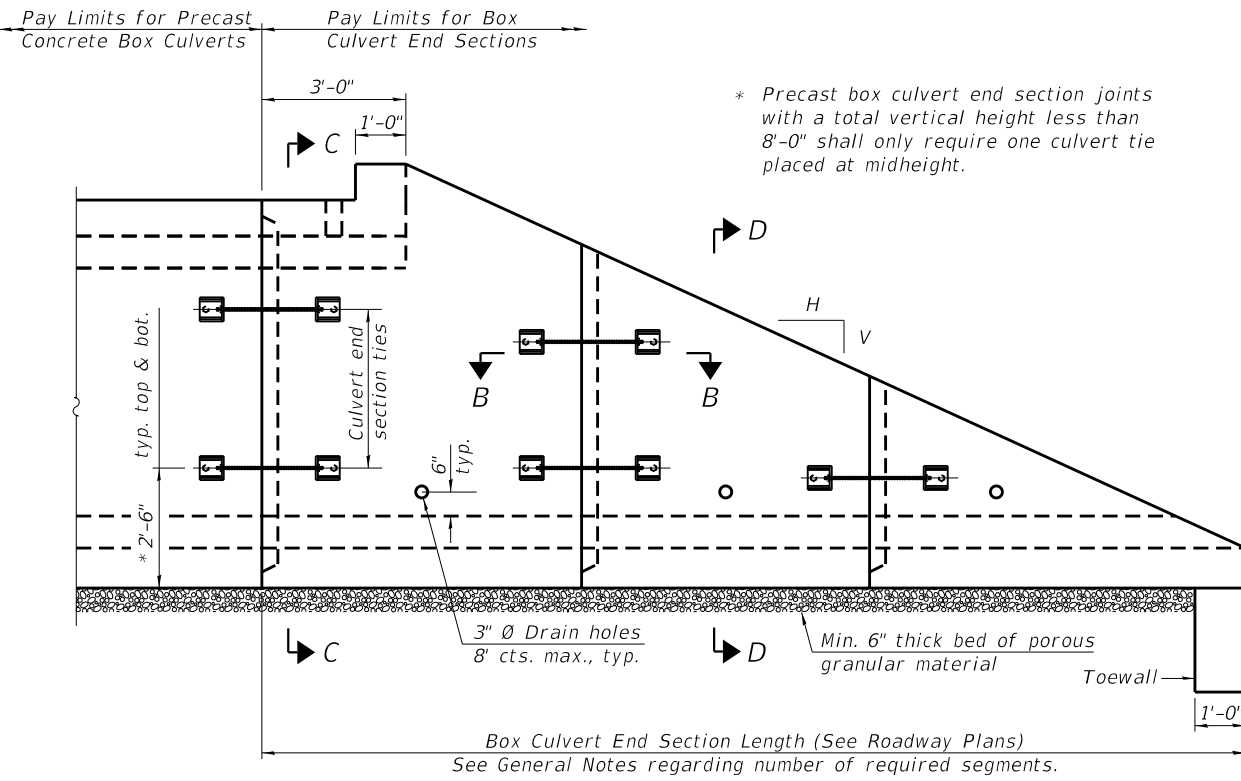 Pay Limits for Precast
Concrete Box Culverts
Pay Limits for Box
Culvert End Sections
3'-0"
1'-0"
* Precast box culvert end section joints
with a total vertical height less than
8'-0" shall only require one culvert tie
placed at midheight.
C
D
H
V
typ. top & bot.
* 2'-6"
Culvert end
section ties
B
B
6"
typ.
C
3" Ø Drain holes
8' cts. max., typ.
D
Min. 6" thick bed of porous
granular material
Toewall
1'-0"
Box Culvert End Section Length (See Roadway Plans)
See General Notes regarding number of required segments.